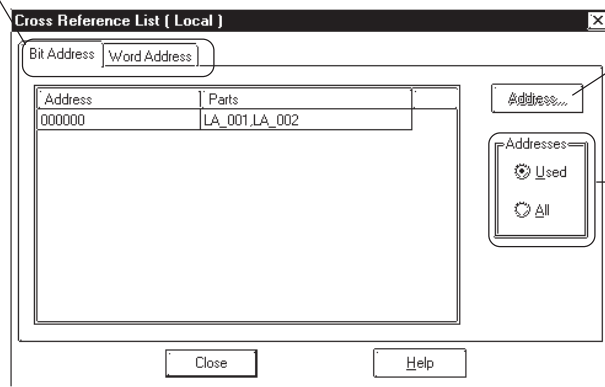 Cross Reference List ( Local )
Bit Address Word Address
Address Parts
000000 LA_001,LA_002
Address...
Addresses
Used
All
Close Help